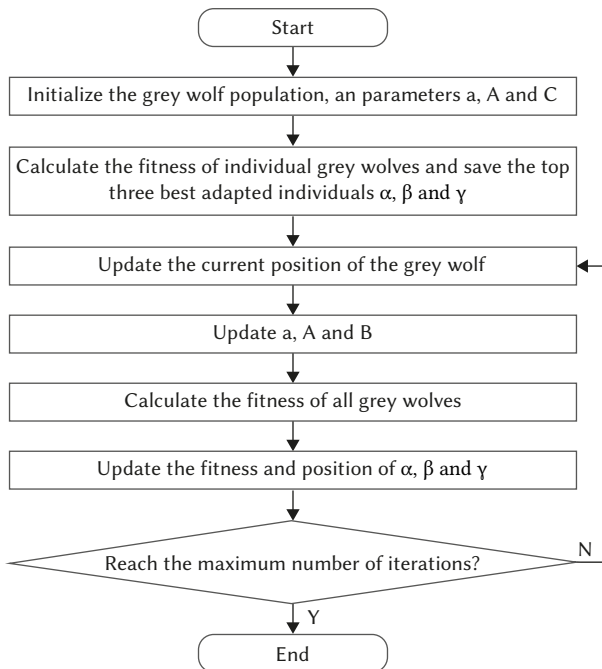 Start
Initialize the grey wolf population, an parameters a, A and C
Calculate the fitness of individual grey wolves and save the top
three best adapted individuals α, β and γ
Update the current position of the grey wolf
Update a, A and B
Calculate the fitness of all grey wolves
Update the fitness and position of α, β and γ
Reach the maximum number of iterations?
N
Y
End